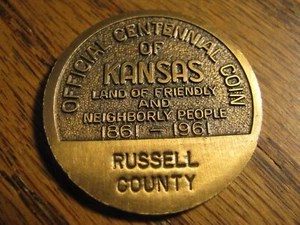 OFFICIAL CENTENNIAL COIN
OF
KANSAS
LAND OF FRIENDLY
AND
NEIGHBORLY PEOPLE
1861 - 1961
RUSSELL
COUNTY